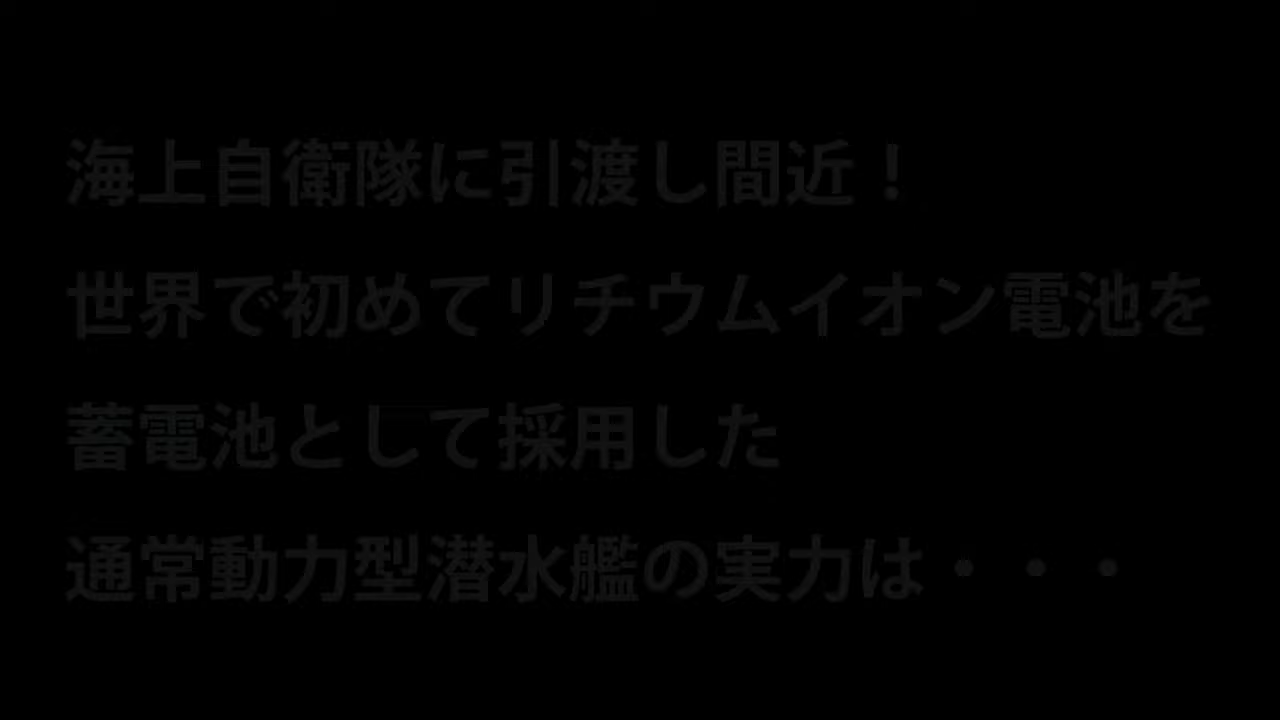 海上自衛隊に引渡し間近！
世界で初めてリチウムイオン電池を
蓄電池として採用した
通常動力型潜水艦の実力は・・・